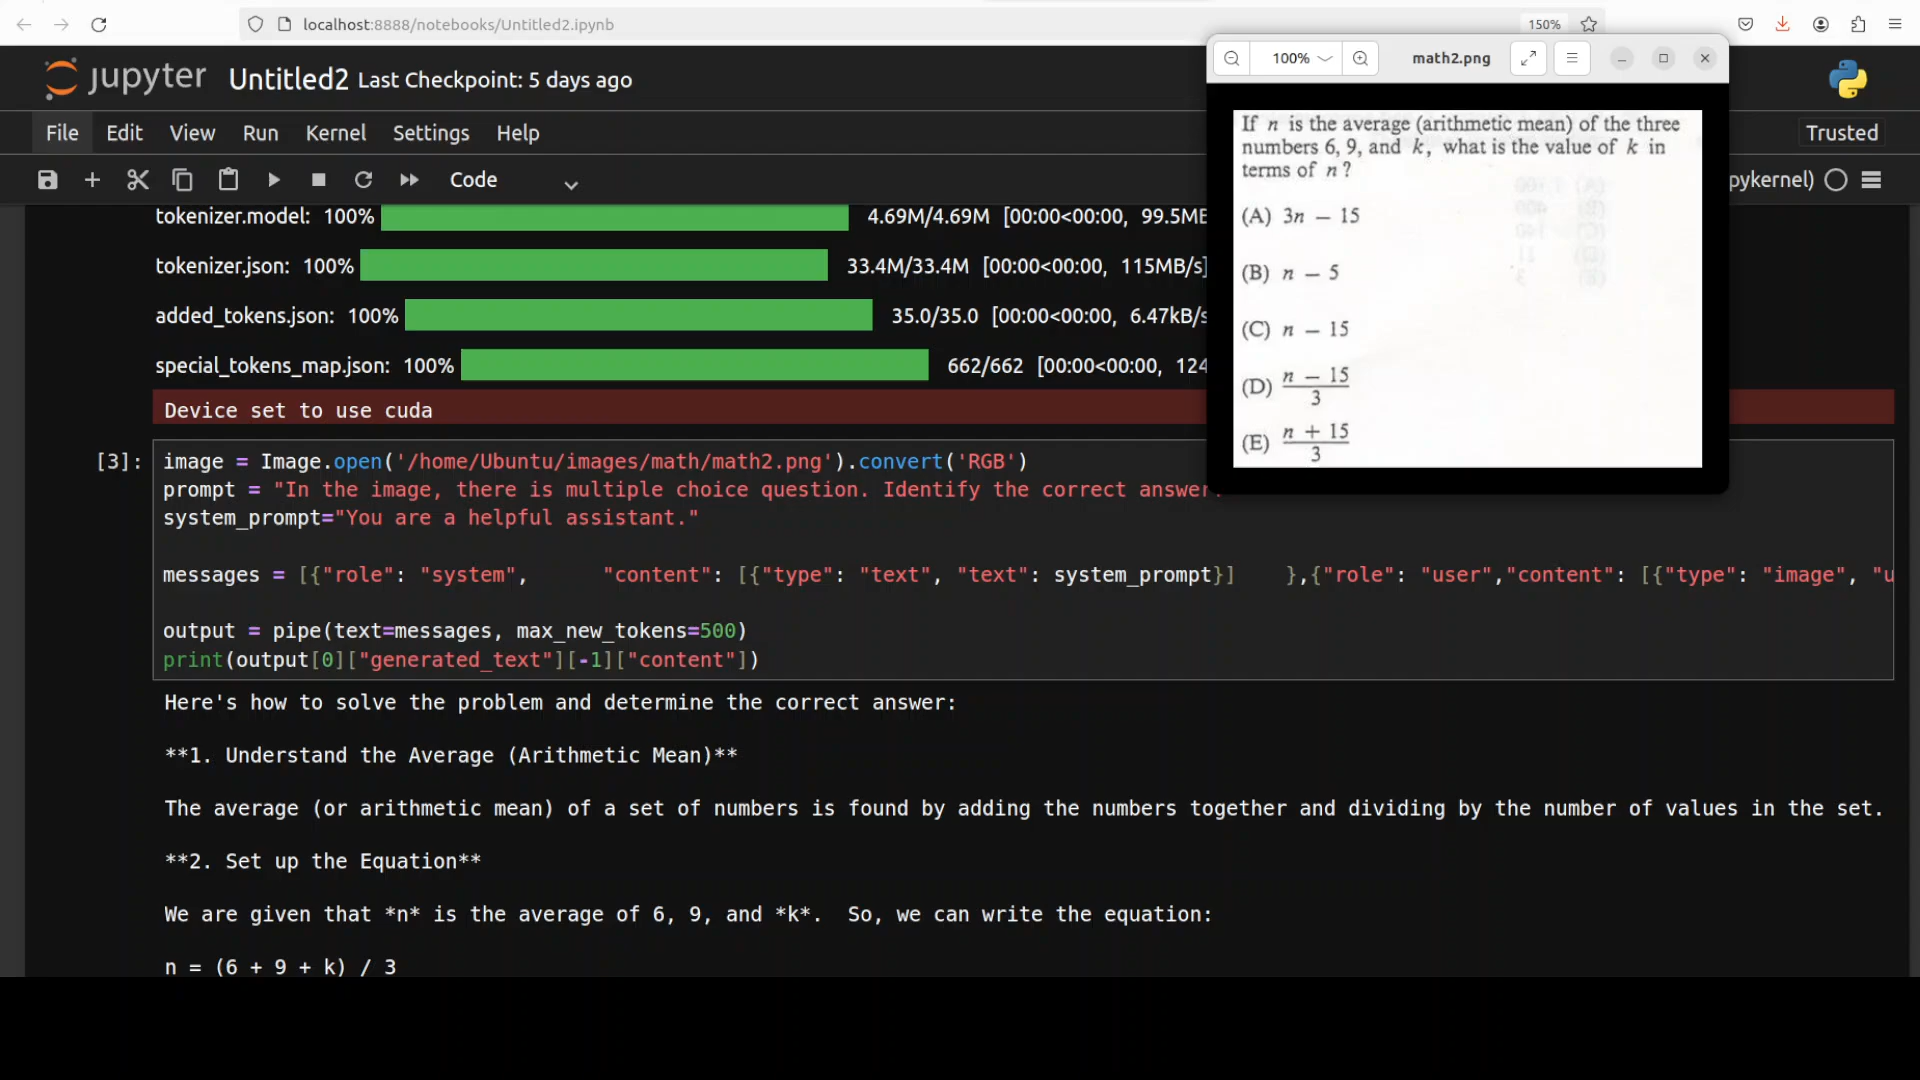 localhost:8888/notebooks/Untitled2.ipynb
150%
jupyter Untitled2 Last Checkpoint: 5 days ago
File Edit View Run Kernel Settings Help
Trusted
Code
pykernel)
tokenizer.model: 100% 4.69M/4.69M [00:00<00:00, 99.5ME
tokenizer.json: 100% 33.4M/33.4M [00:00<00:00, 115MB/s]
added_tokens.json: 100% 35.0/35.0 [00:00<00:00, 6.47kB/s
special_tokens_map.json: 100% 662/662 [00:00<00:00, 124
Device set to use cuda
[3]: image = Image.open('/home/Ubuntu/images/math/math2.png').convert('RGB')
prompt = "In the image, there is multiple choice question. Identify the correct answer.
system_prompt="You are a helpful assistant."
messages = [{"role": "system", "content": [{"type": "text", "text": system_prompt}] },{"role": "user","content": [{"type": "image", "u
output = pipe(text=messages, max_new_tokens=500)
print(output[0]["generated_text"][-1]["content"])
Here's how to solve the problem and determine the correct answer:
**1. Understand the Average (Arithmetic Mean)**
The average (or arithmetic mean) of a set of numbers is found by adding the numbers together and dividing by the number of values in the set.
**2. Set up the Equation**
We are given that *n* is the average of 6, 9, and *k*.  So, we can write the equation:
n = (6 + 9 + k) / 3
100% math2.png
If n is the average (arithmetic mean) of the three
numbers 6, 9, and k, what is the value of k in
terms of n?
(A) 3n − 15
(B) n − 5
(C) n − 15
(D) n − 15
3
(E) n + 15
3